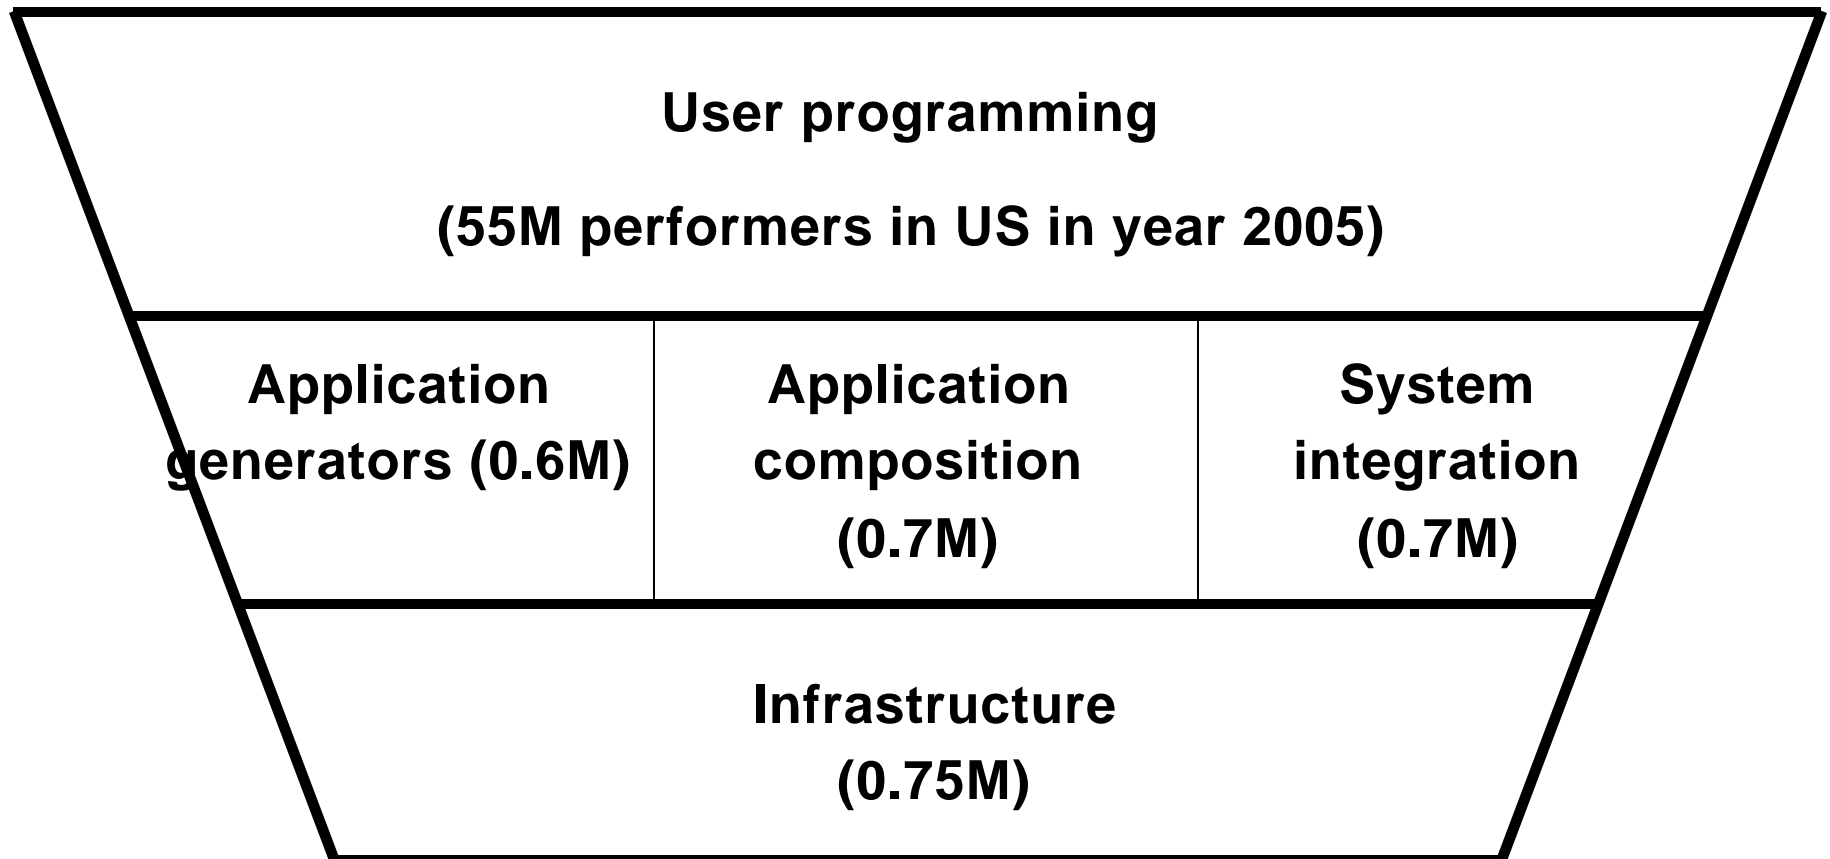 User programming
(55M performers in US in year 2005)
Application
generators (0.6M)
Application
composition
(0.7M)
System
integration
(0.7M)
Infrastructure
(0.75M)